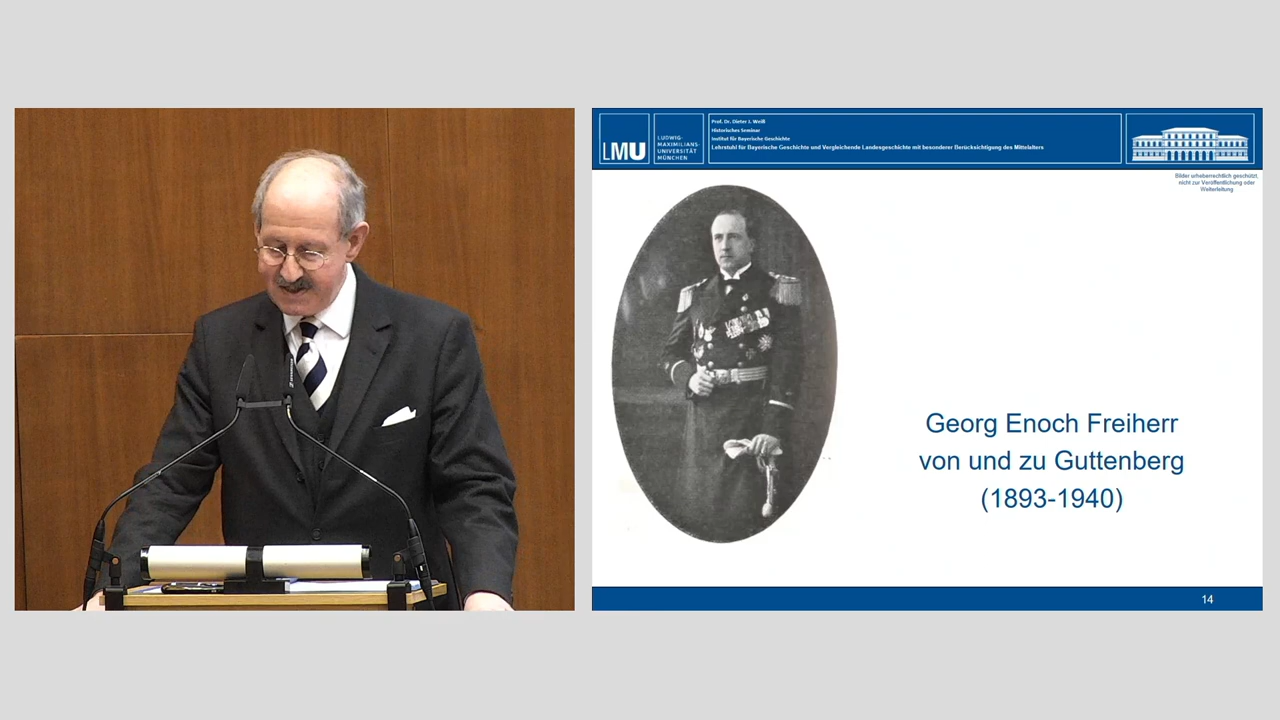 LMU
LUDWIG-
MAXIMILIANS-
UNIVERSITÄT
MÜNCHEN
Prof. Dr. Dieter J. Weiß
Historisches Seminar
Institut für Bayerische Geschichte
Lehrstuhl für Bayerische Geschichte und Vergleichende Landesgeschichte mit besonderer Berücksichtigung des Mittelalters
Bilder urheberrechtlich geschützt,
nicht zur Veröffentlichung oder
Weiterleitung
Georg Enoch Freiherr
von und zu Guttenberg
(1893-1940)
14